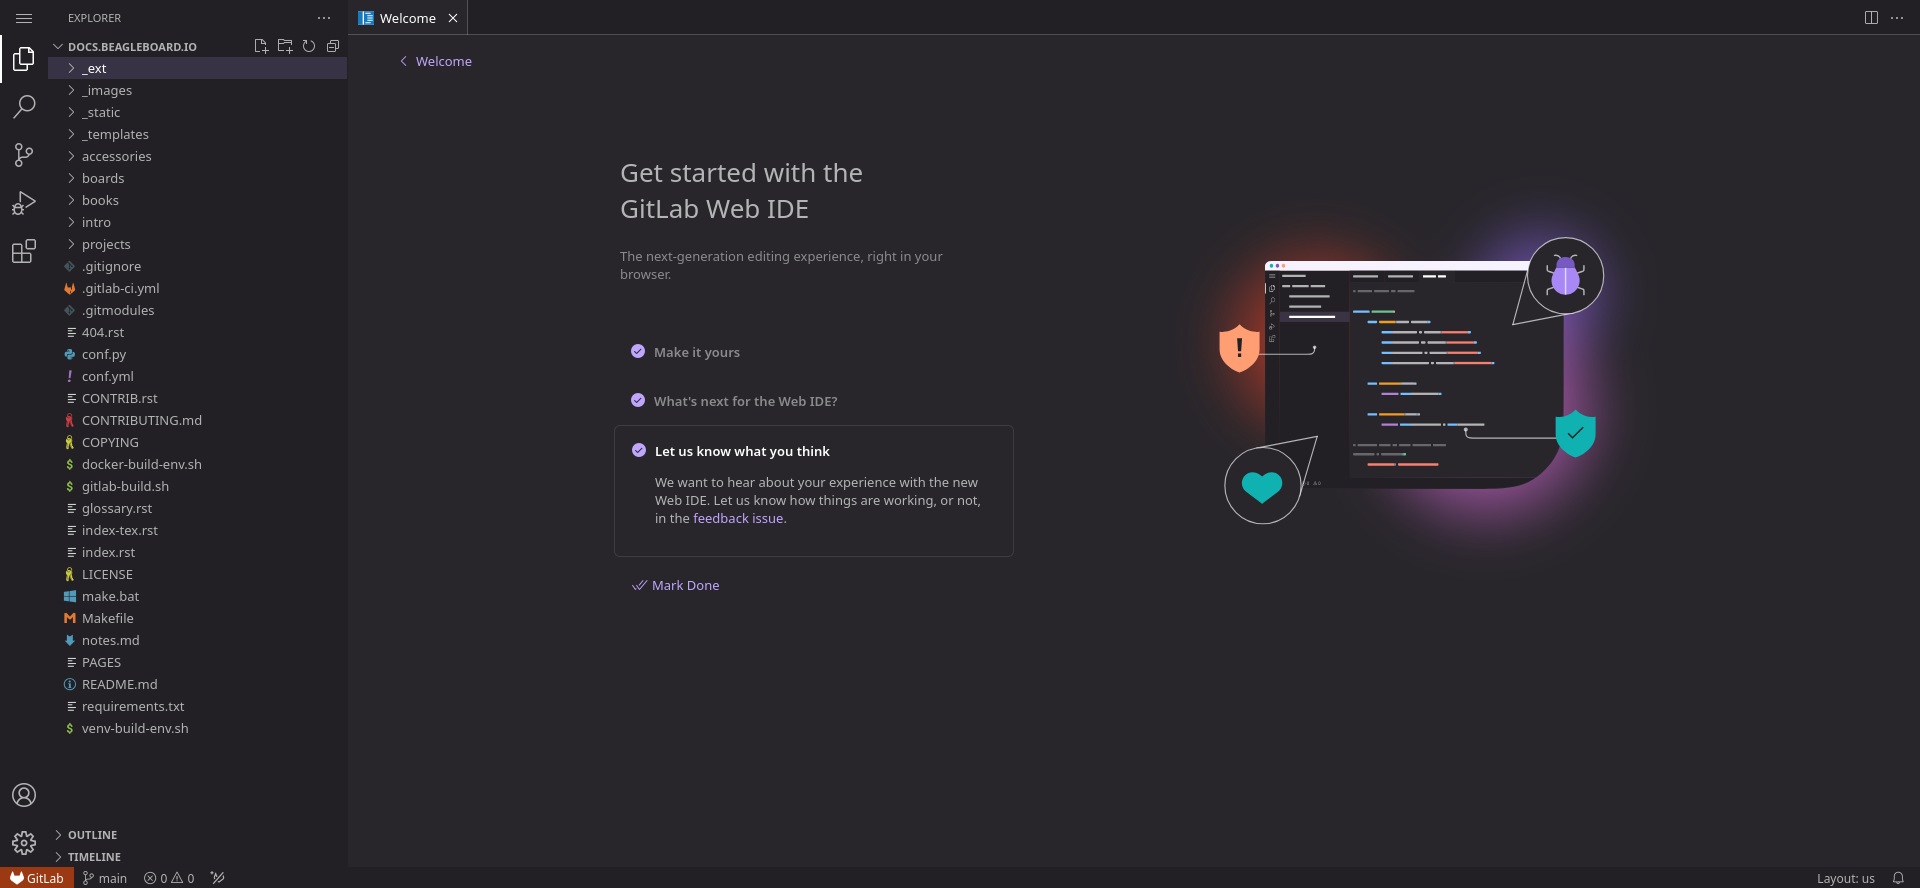 EXPLORER
DOCS.BEAGLEBOARD.IO
_ext
_images
_static
_templates
accessories
boards
books
intro
projects
.gitignore
.gitlab-ci.yml
.gitmodules
404.rst
conf.py
conf.yml
CONTRIB.rst
CONTRIBUTING.md
COPYING
docker-build-env.sh
gitlab-build.sh
glossary.rst
index-tex.rst
index.rst
LICENSE
make.bat
Makefile
notes.md
PAGES
README.md
requirements.txt
venv-build-env.sh
OUTLINE
TIMELINE
Welcome
Welcome
Get started with the
GitLab Web IDE
The next-generation editing experience, right in your
browser.
Make it yours
What's next for the Web IDE?
Let us know what you think
We want to hear about your experience with the new
Web IDE. Let us know how things are working, or not,
in the feedback issue.
Mark Done
GitLab
main
0
0
Layout: us